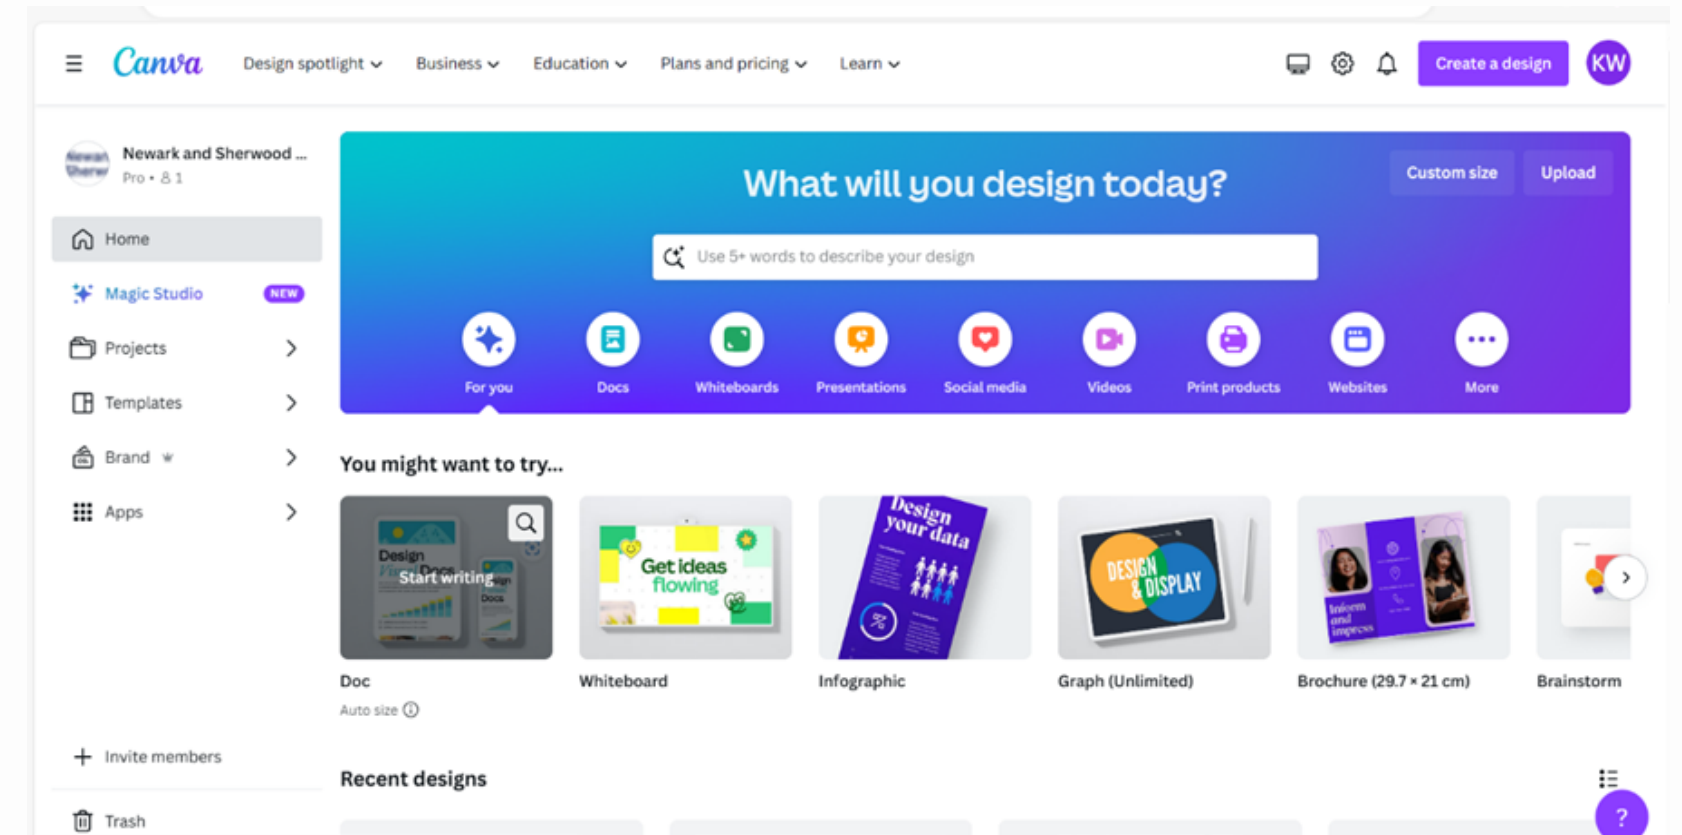 Canva
Design spotlight
Business
Education
Plans and pricing
Learn
Create a design
KW
Newark and Sherwood ...
Pro • 1
Home
Magic Studio NEW
Projects
Templates
Brand
Apps
Invite members
Trash
What will you design today?
Custom size
Upload
Use 5+ words to describe your design
For you
Docs
Whiteboards
Presentations
Social media
Videos
Print products
Websites
More
You might want to try...
Design
Docs
Start writing
Docs
Doc
Auto size
Get ideas
flowing
Whiteboard
Design
your data
%
Infographic
DESIGN
& DISPLAY
Graph (Unlimited)
Inform
and
impress
Brochure (29.7 × 21 cm)
Brainstorm
Recent designs
?